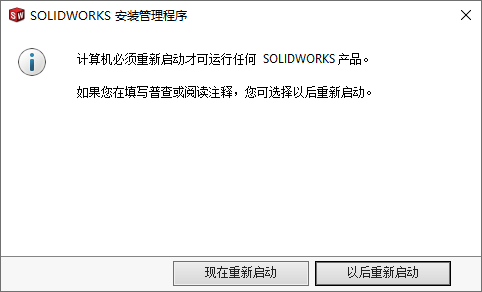 SOLIDWORKS 安装管理程序
计算机必须重新启动才可运行任何 SOLIDWORKS 产品。
如果您在填写普查或阅读注释，您可选择以后重新启动。
现在重新启动
以后重新启动